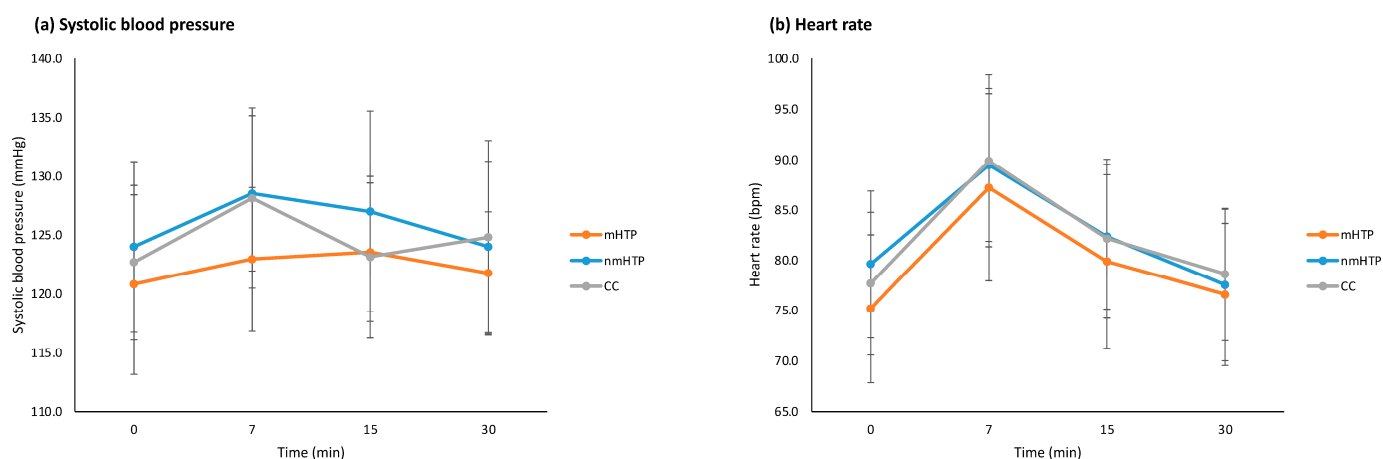 (a) Systolic blood pressure
140.0
135.0
130.0
125.0
120.0
115.0
110.0
Systolic blood pressure (mmHg)
0 7 15 30
Time (min)
mHTP
nmHTP
CC
(b) Heart rate
100.0
95.0
90.0
85.0
80.0
75.0
70.0
65.0
Heart rate (bpm)
0 7 15 30
Time (min)
mHTP
nmHTP
CC